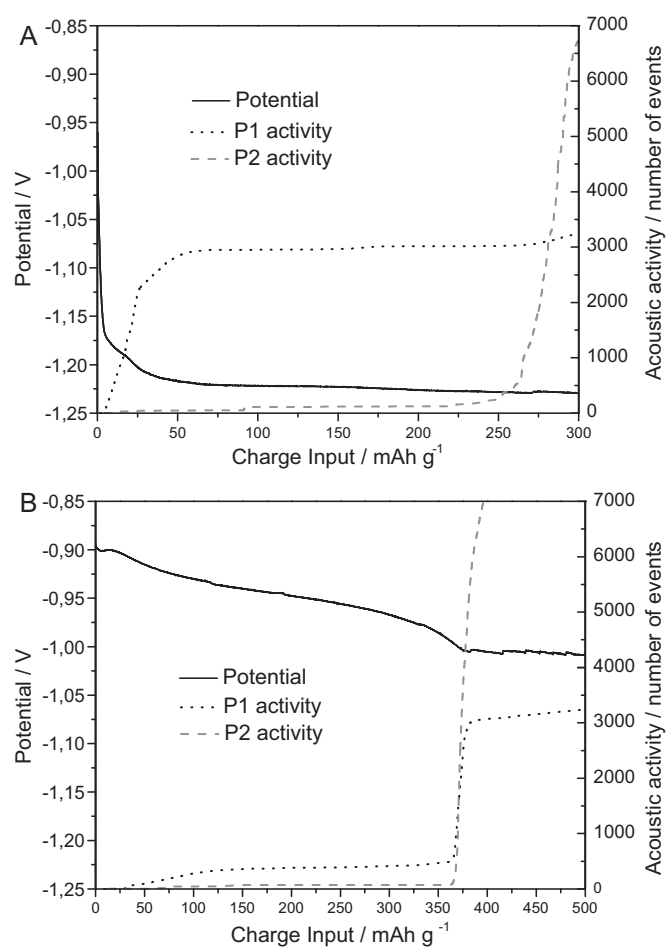 A
-0,85
-0,90
-0,95
-1,00
-1,05
-1,10
-1,15
-1,20
-1,25
Potential / V
Potential
P1 activity
P2 activity
7000
6000
5000
4000
3000
2000
1000
0
Acoustic activity / number of events
0 50 100 150 200 250 300
Charge Input / mAh g-1
B
-0,85
-0,90
-0,95
-1,00
-1,05
-1,10
-1,15
-1,20
-1,25
Potential / V
Potential
P1 activity
P2 activity
7000
6000
5000
4000
3000
2000
1000
0
Acoustic activity / number of events
0 50 100 150 200 250 300 350 400 450 500
Charge Input / mAh g-1